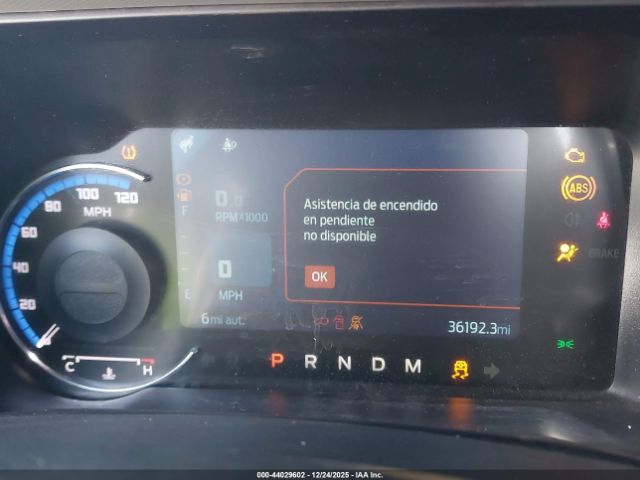 100
120
80
MPH
60
40
20
0
RPM×1000
F
0
MPH
E
Asistencia de encendido
en pendiente
no disponible
OK
ABS
BRAKE
6mi aut.
36192.3mi
C
H
P R N D M
000-44029602 - 12/24/2025 - IAA Inc.